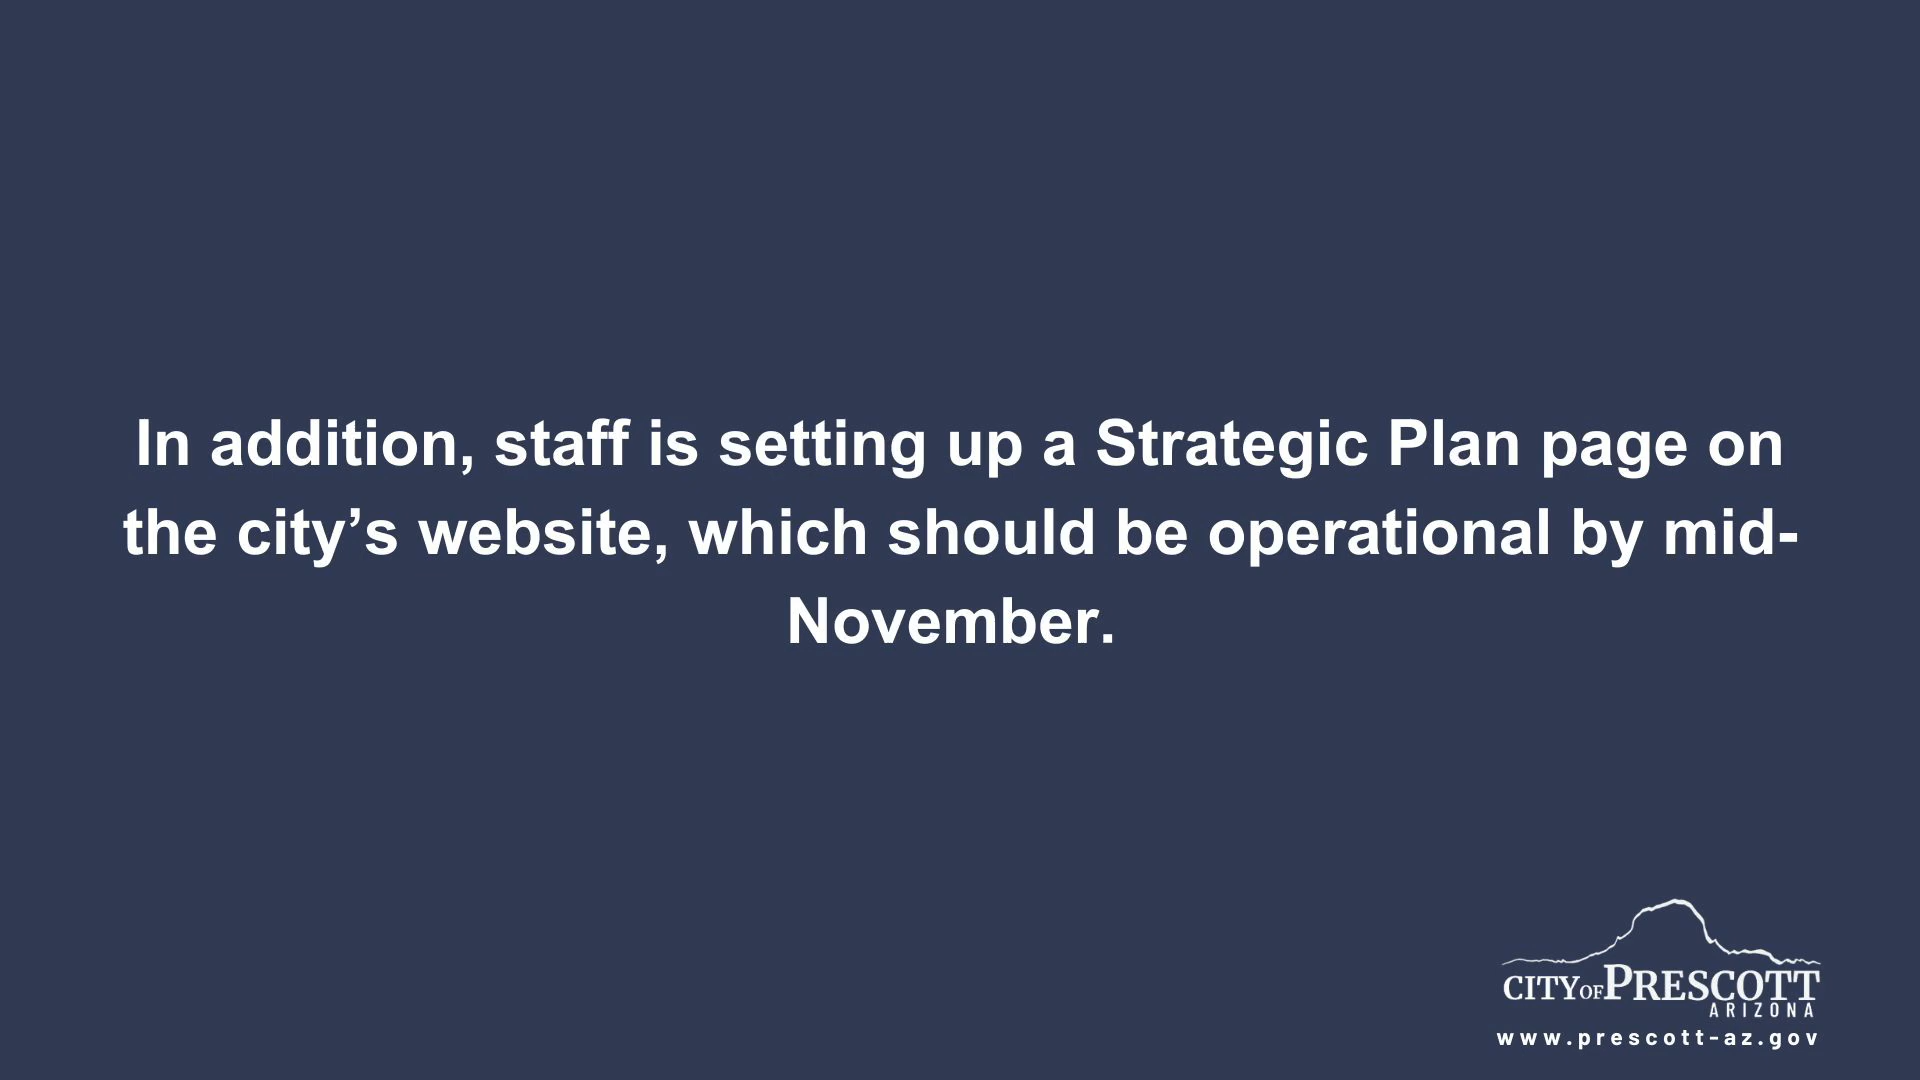 In addition, staff is setting up a Strategic Plan page on
the city’s website, which should be operational by mid-
November.
CITY OF PRESCOTT
ARIZONA
www.prescott-az.gov